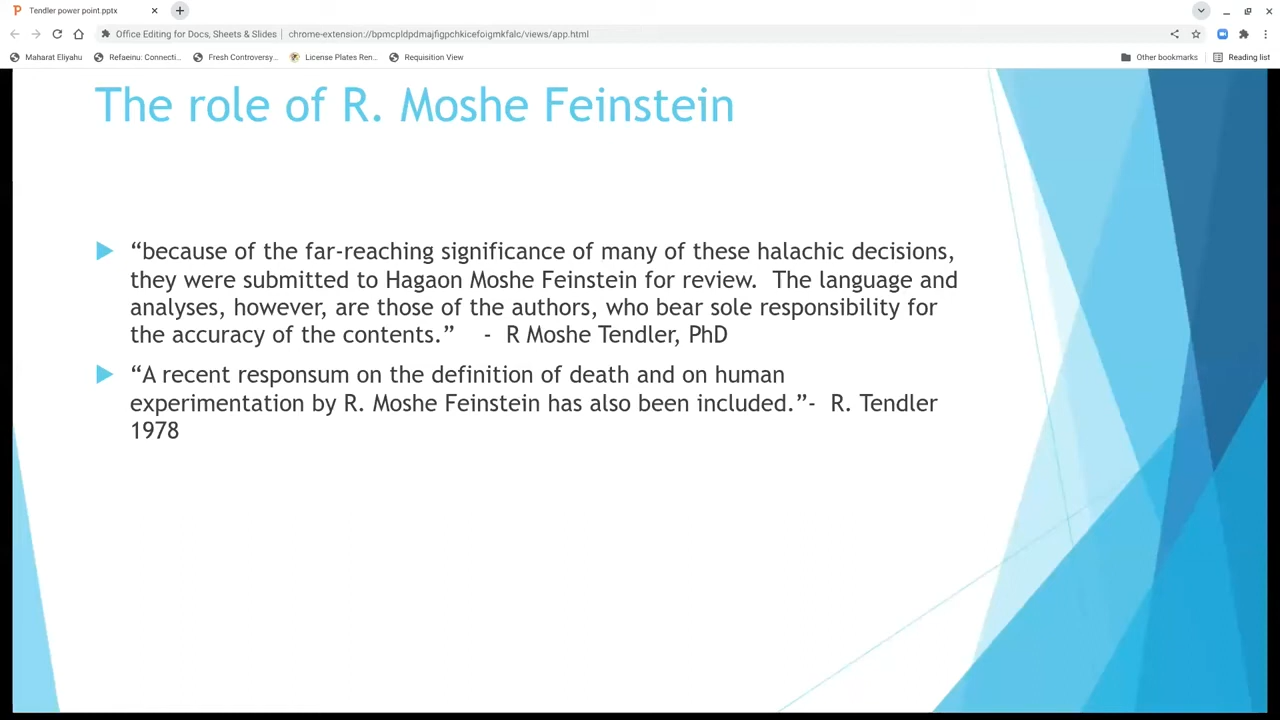 Tendler power point.pptx
Office Editing for Docs, Sheets & Slides | chrome-extension://bpmcpldpdmajfigpchkicefoigmkfalc/views/app.html
Maharat Eliyahu Refaeinu: Connecti... Fresh Controversy... License Plates Ren... Requisition View Other bookmarks Reading list
The role of R. Moshe Feinstein
“because of the far-reaching significance of many of these halachic decisions,
they were submitted to Hagaon Moshe Feinstein for review. The language and
analyses, however, are those of the authors, who bear sole responsibility for
the accuracy of the contents.” - R Moshe Tendler, PhD
“A recent responsum on the definition of death and on human
experimentation by R. Moshe Feinstein has also been included.”- R. Tendler
1978